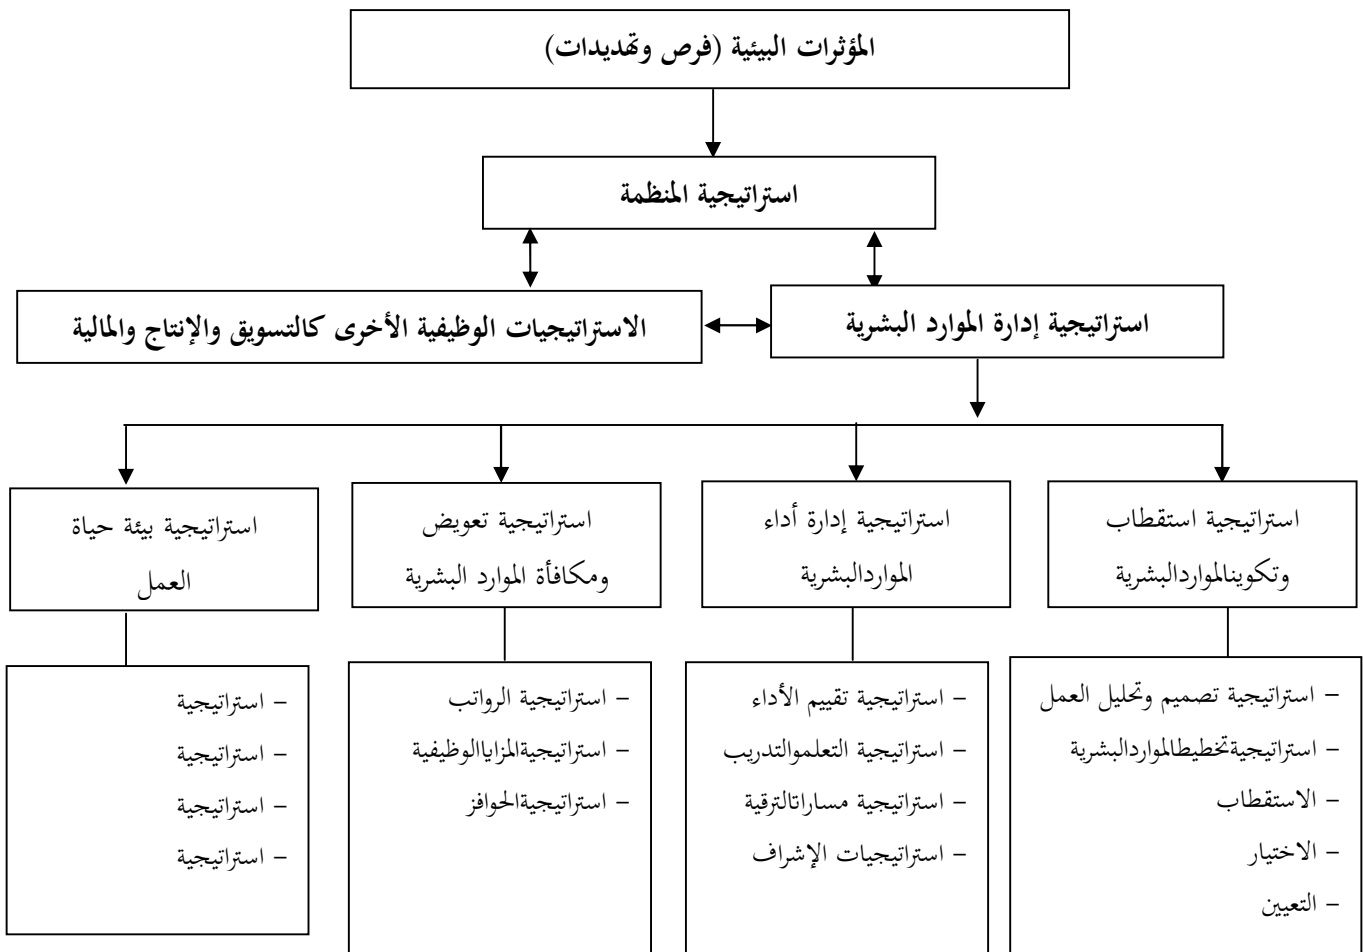 المؤثرات البيئية (فرص وتهديدات)
استراتيجية المنظمة
استراتيجية إدارة الموارد البشرية
الاستراتيجيات الوظيفية الأخرى كالتسويق والإنتاج والمالية
استراتيجية استقطاب
وتكوينالمواردالبشرية
استراتيجية إدارة أداء
المواردالبشرية
استراتيجية تعويض
ومكافأة الموارد البشرية
استراتيجية بيئة حياة
العمل
– استراتيجية تصميم وتحليل العمل
– استراتيجيةتخطيطالمواردالبشرية
– الاستقطاب
– الاختيار
– التعيين
– استراتيجية تقييم الأداء
– استراتيجية التعلموالتدريب
– استراتيجية مساراتالترقية
– استراتيجيات الإشراف
– استراتيجية الرواتب
– استراتيجيةالمزاياالوظيفية
– استراتيجيةالحوافز
– استراتيجية
– استراتيجية
– استراتيجية
– استراتيجية